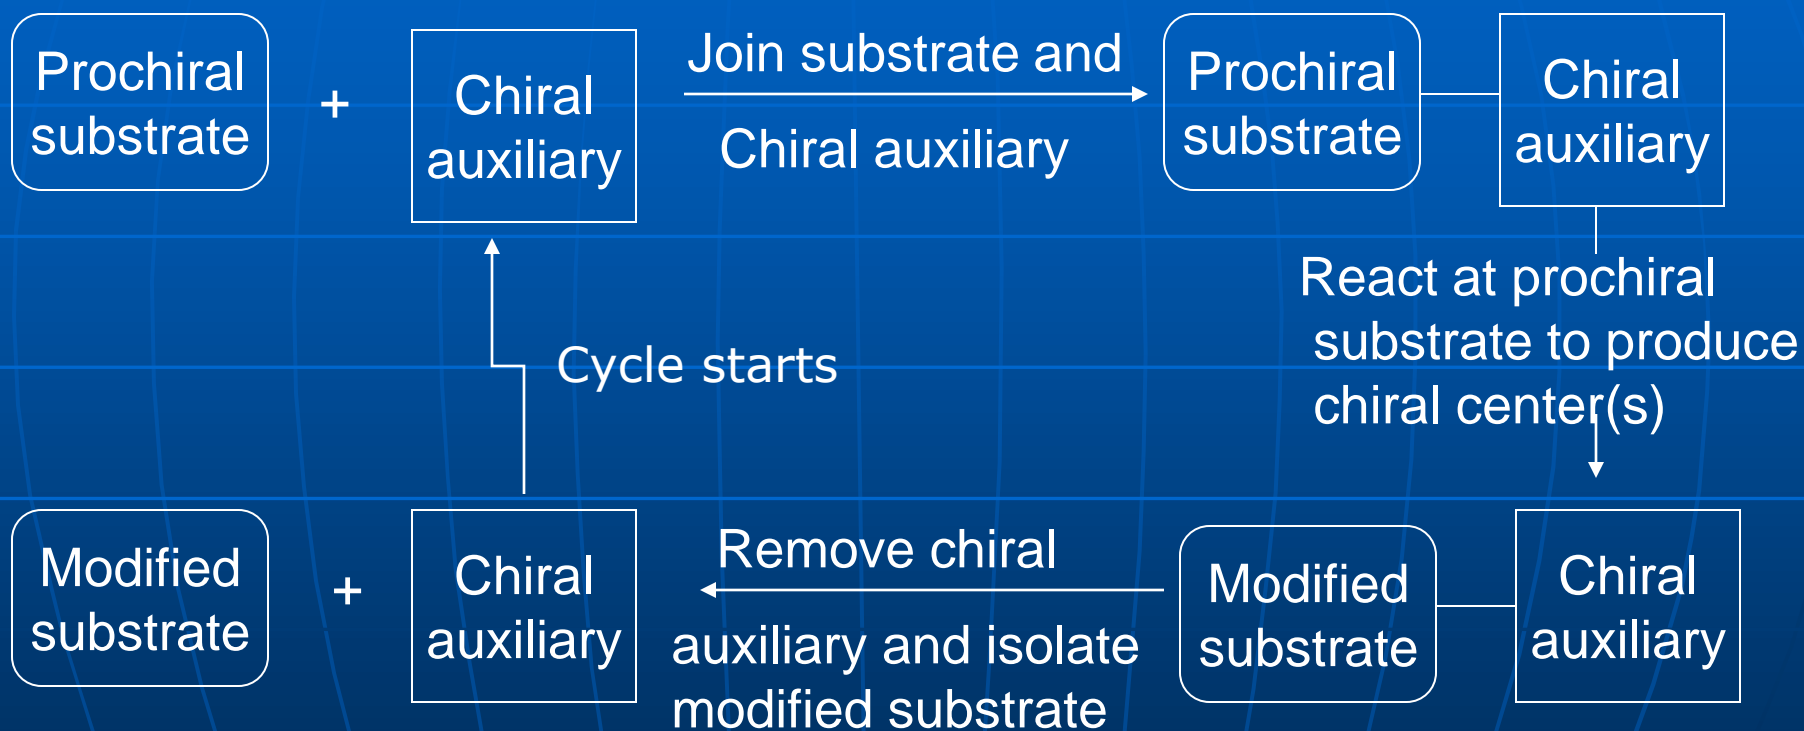 Prochiral
substrate
+
Chiral
auxiliary
Join substrate and
Chiral auxiliary
Prochiral
substrate
Chiral
auxiliary
React at prochiral
substrate to produce
chiral center(s)
Cycle starts
Modified
substrate
+
Chiral
auxiliary
Remove chiral
auxiliary and isolate
modified substrate
Modified
substrate
Chiral
auxiliary